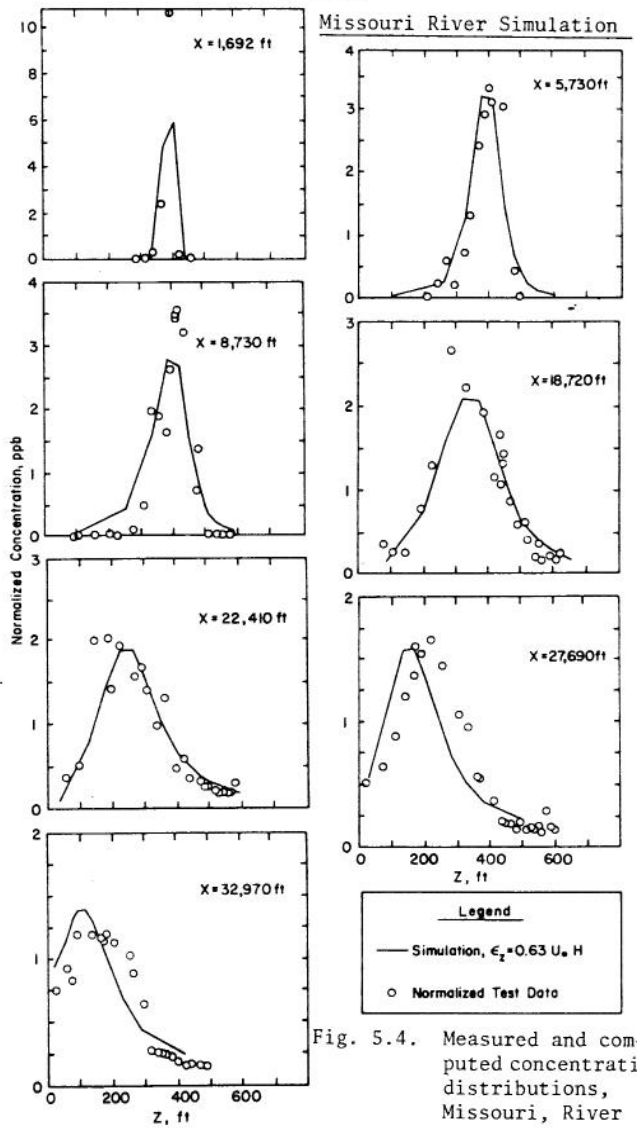 Missouri River Simulation
10
8
6
4
2
0
X = 1,692 ft
4
3
2
1
0
X = 5,730 ft
4
3
2
1
0
X = 8,730 ft
3
2
1
0
X = 18,720 ft
Normalized Concentration, ppb
3
2
1
0
X = 22,410 ft
2
1
0
X = 27,690 ft
0 200 400 600
Z, ft
2
1
0
X = 32,970 ft
0 200 400 600
Z, ft
Legend
Simulation, ϵz = 0.63 U* H
Normalized Test Data
Fig. 5.4. Measured and com-
puted concentrati
distributions,
Missouri, River